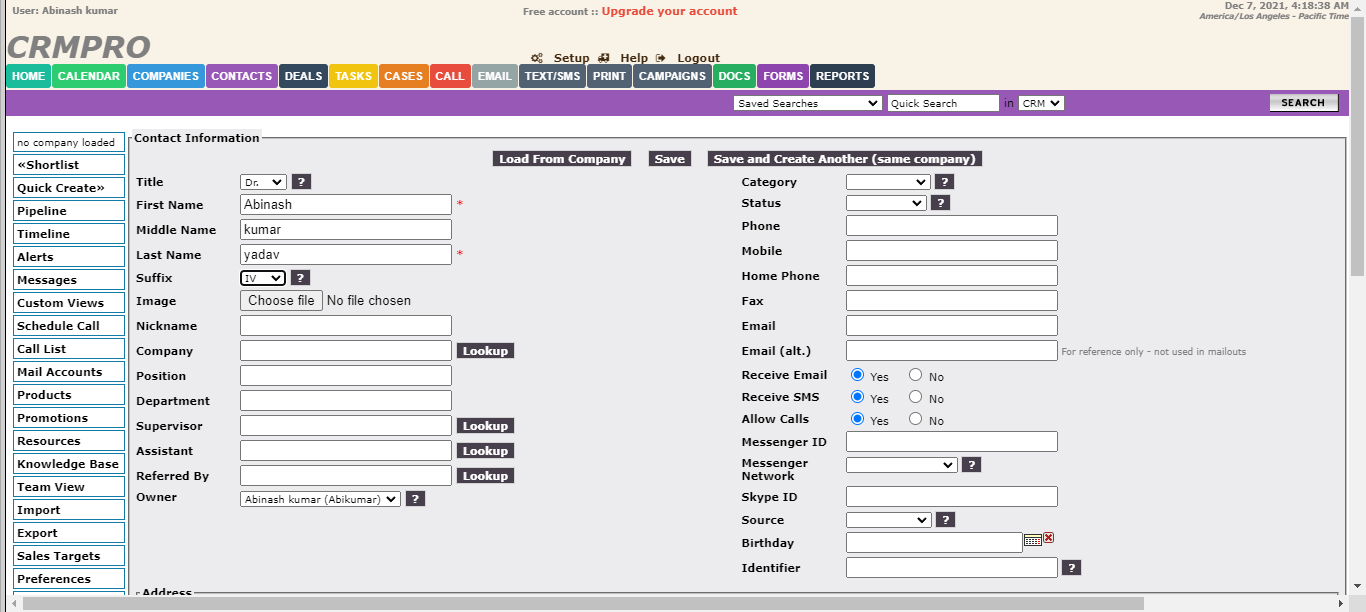 User: Abinash kumar
Free account :: Upgrade your account
Dec 7, 2021, 4:18:38 AM
America/Los Angeles - Pacific Time
CRMPRO
Setup Help Logout
HOME CALENDAR COMPANIES CONTACTS DEALS TASKS CASES CALL EMAIL TEXT/SMS PRINT CAMPAIGNS DOCS FORMS REPORTS
Saved Searches Quick Search in CRM SEARCH
no company loaded
«Shortlist
Quick Create»
Pipeline
Timeline
Alerts
Messages
Custom Views
Schedule Call
Call List
Mail Accounts
Products
Promotions
Resources
Knowledge Base
Team View
Import
Export
Sales Targets
Preferences
Contact Information
Load From Company Save Save and Create Another (same company)
Title Dr. ?
First Name Abinash *
Middle Name kumar
Last Name yadav *
Suffix IV ?
Image Choose file No file chosen
Nickname
Company Lookup
Position
Department
Supervisor Lookup
Assistant Lookup
Referred By Lookup
Owner Abinash kumar (Abikumar) ?
Category ?
Status ?
Phone
Mobile
Home Phone
Fax
Email
Email (alt.) For reference only - not used in mailouts
Receive Email Yes No
Receive SMS Yes No
Allow Calls Yes No
Messenger ID
Messenger
Network ?
Skype ID
Source ?
Birthday
Identifier ?
Address